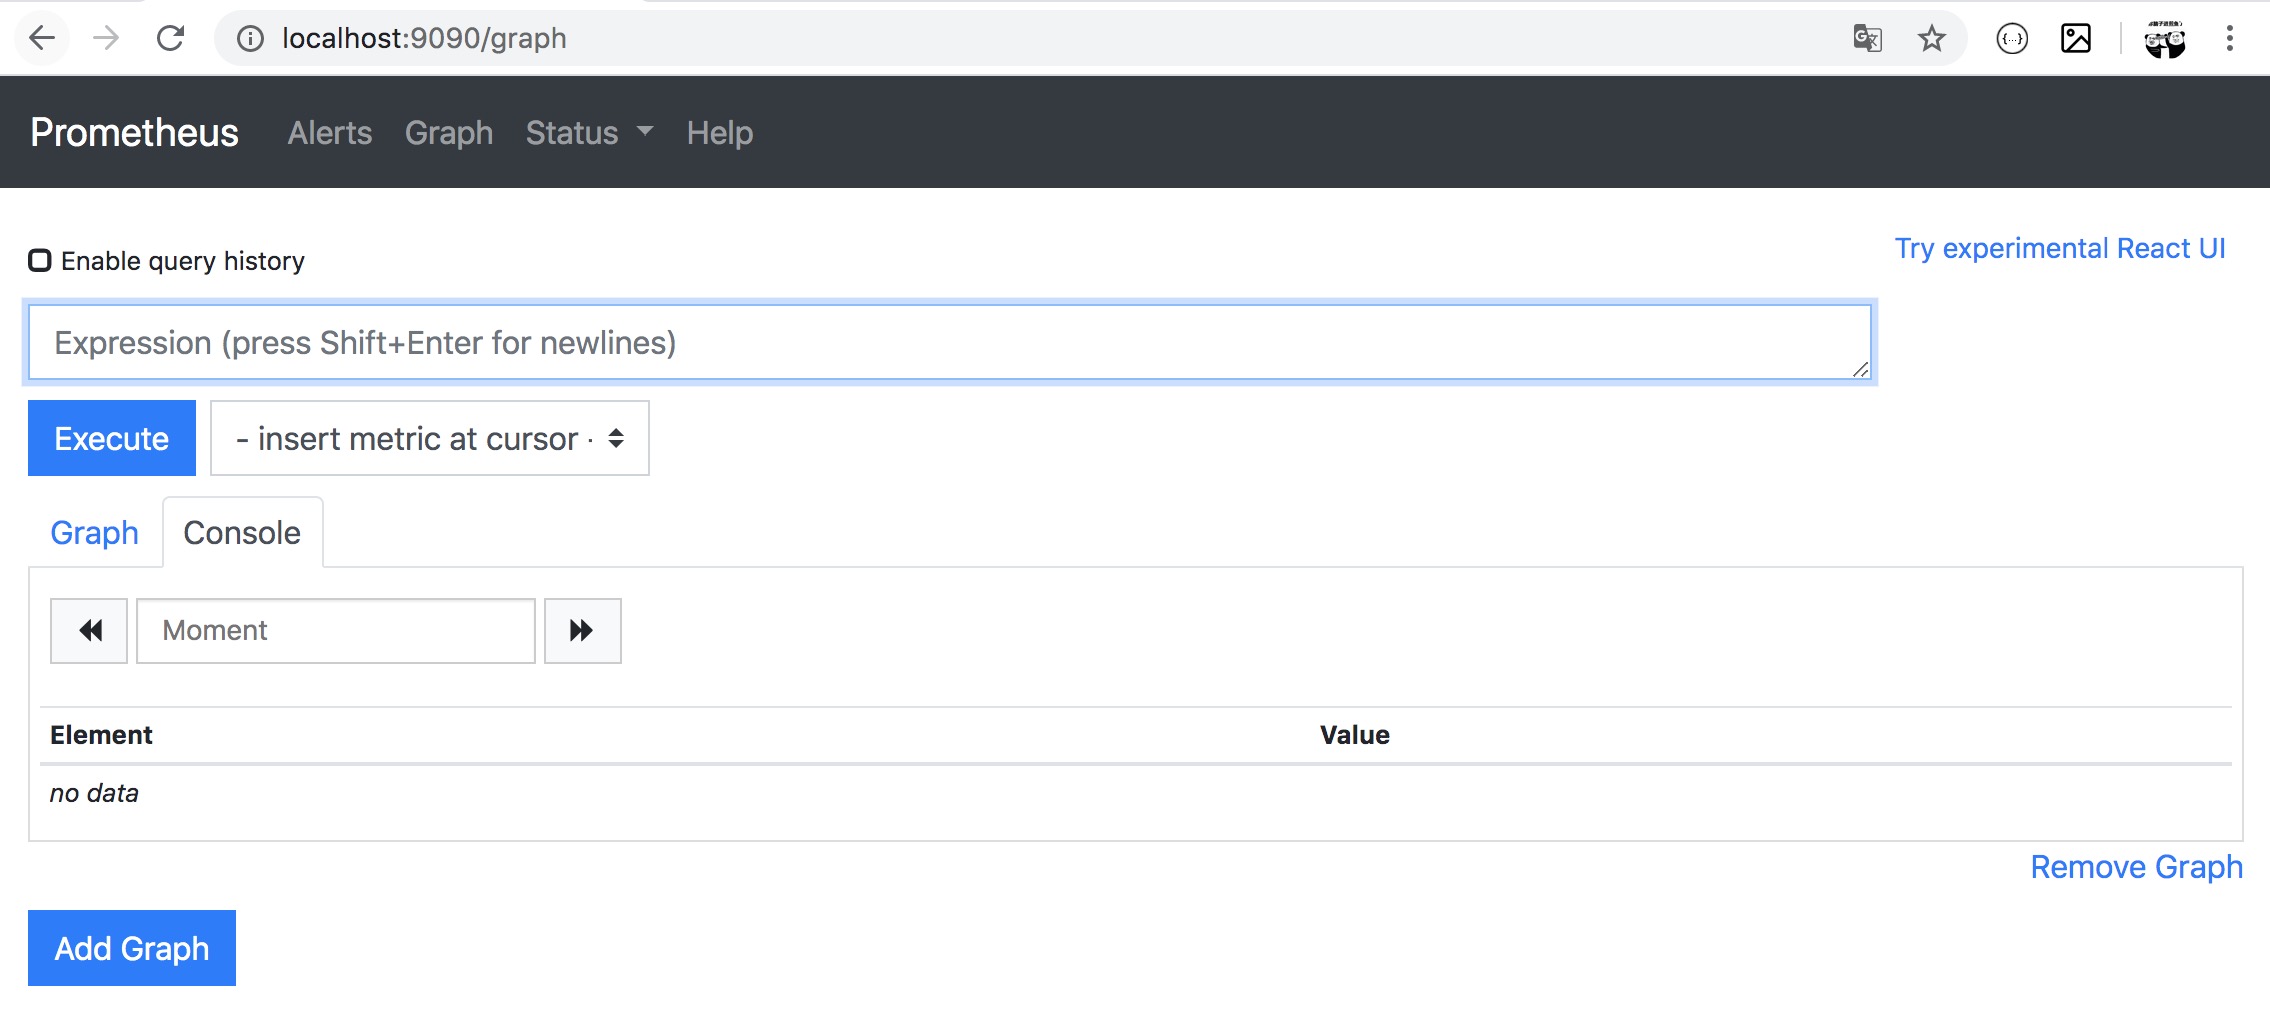 localhost:9090/graph
Prometheus Alerts Graph Status Help
Enable query history
Try experimental React UI
Expression (press Shift+Enter for newlines)
Execute - insert metric at cursor -
Graph Console
Moment
Element Value
no data
Remove Graph
Add Graph